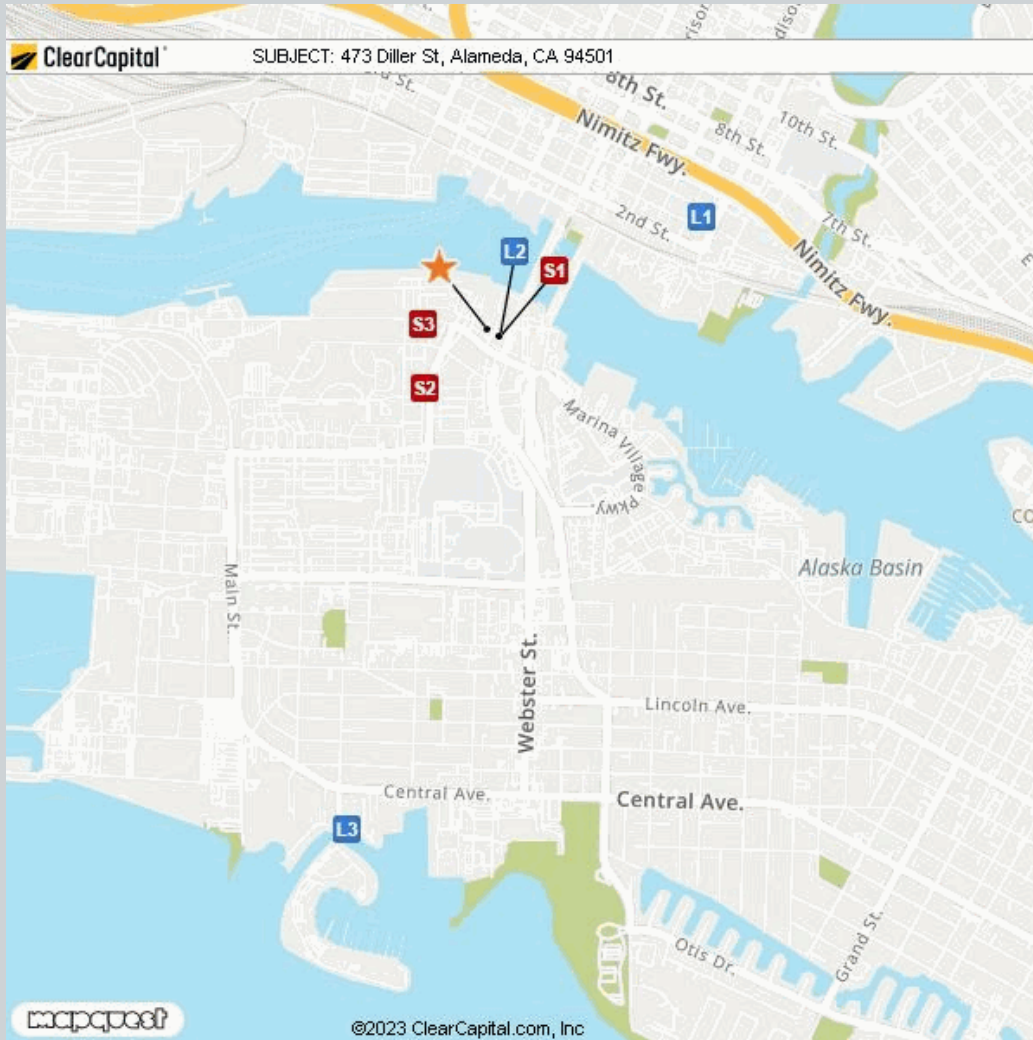 ClearCapital
SUBJECT: 473 Diller St, Alameda, CA 94501
8th St.
Nimitz Fwy.
8th St.
10th St.
2nd St.
7th St.
L1
L2
S1
Nimitz Fwy.
S3
S2
Marina Village
Pkwy.
Alaska Basin
Main St.
Webster St.
Lincoln Ave.
Central Ave.
Central Ave.
L3
Otis Dr.
Grand St.
mapquest
©2023 ClearCapital.com, Inc